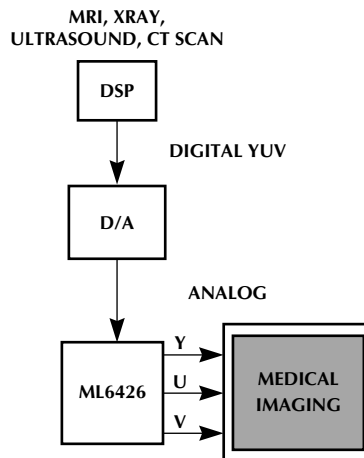 MRI, XRAY,
ULTRASOUND, CT SCAN
DSP
DIGITAL YUV
D/A
ANALOG
Y
ML6426
U
V
MEDICAL
IMAGING